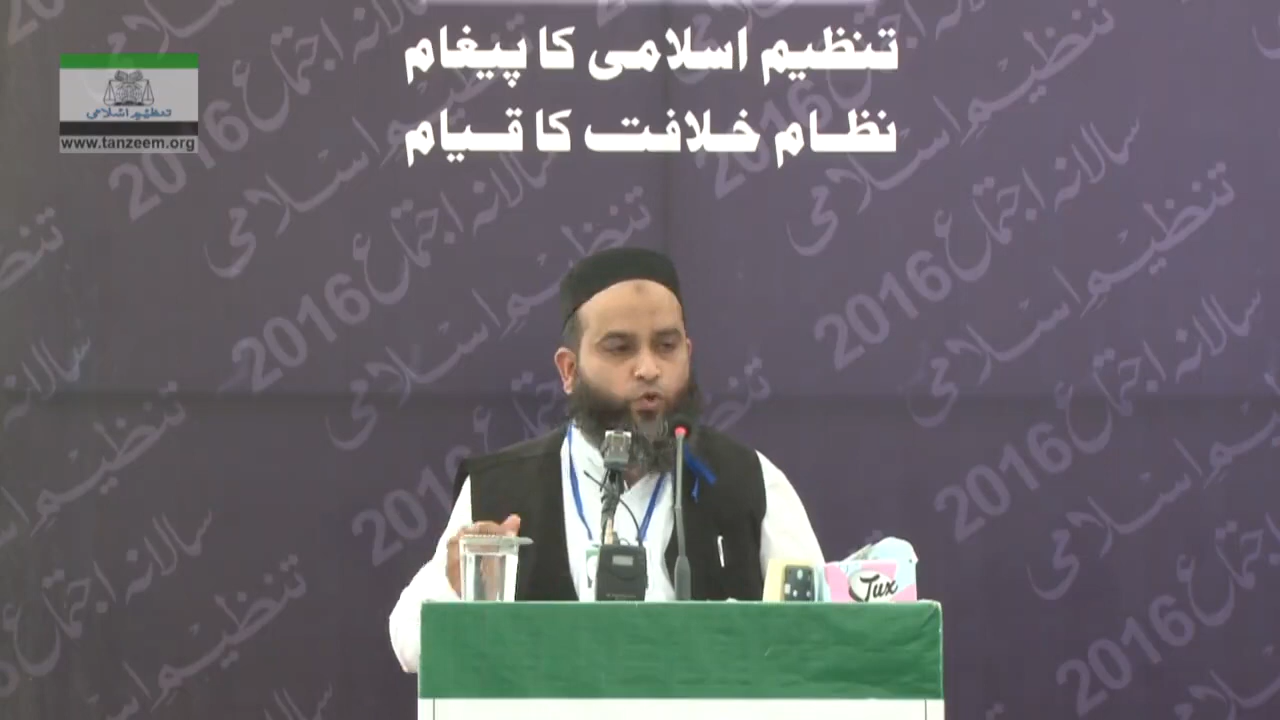 تنظیم اسلامی کا پیغام
نظام خلافت کا قیام
تنظیم اسلامی
www.tanzeem.org
سالانہ اجتماع 2016
تنظیم اسلامی
Tux